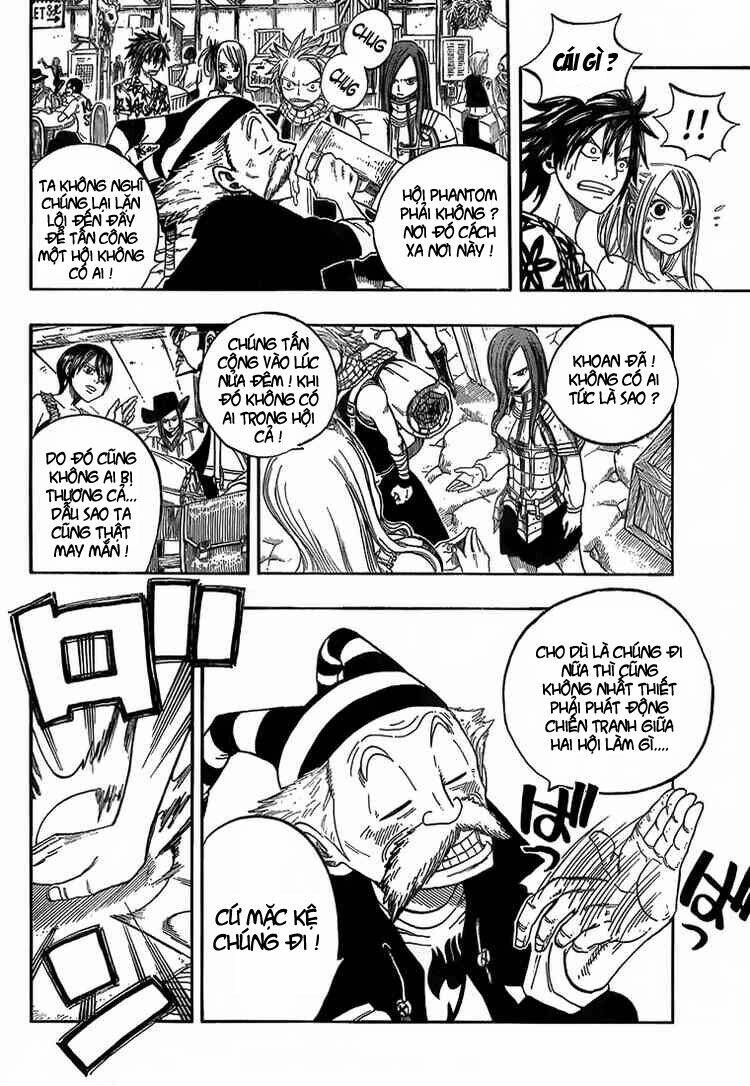 CHUG
CHUG
HỘI PHANTOM
PHẢI KHÔNG ?
NƠI ĐÓ CÁCH
XA NƠI NÀY !
TA KHÔNG NGHĨ
CHÚNG LẠI LẶN
LỘI ĐẾN ĐÂY
ĐỂ TẤN CÔNG
MỘT HỘI KHÔNG
CÓ AI !
CÁI GÌ ?
!!
KHOAN ĐÃ !
KHÔNG CÓ AI
TỨC LÀ SAO ?
CHÚNG TẤN
CÔNG VÀO LÚC
NỬA ĐÊM ! KHI
ĐÓ KHÔNG CÓ
AI TRONG HỘI
CẢ !
DO ĐÓ CŨNG
KHÔNG AI BỊ
THƯƠNG CẢ...
DẪU SAO TA
CŨNG THẬT
MAY MẮN !
CHO DÙ LÀ CHÚNG ĐI
NỮA THÌ CŨNG
KHÔNG NHẤT THIẾT
PHẢI PHÁT ĐỘNG
CHIẾN TRANH GIỮA
HAI HỘI LÀM GÌ....
ばっ
ばっ
CỨ MẶC KỆ
CHÚNG ĐI !